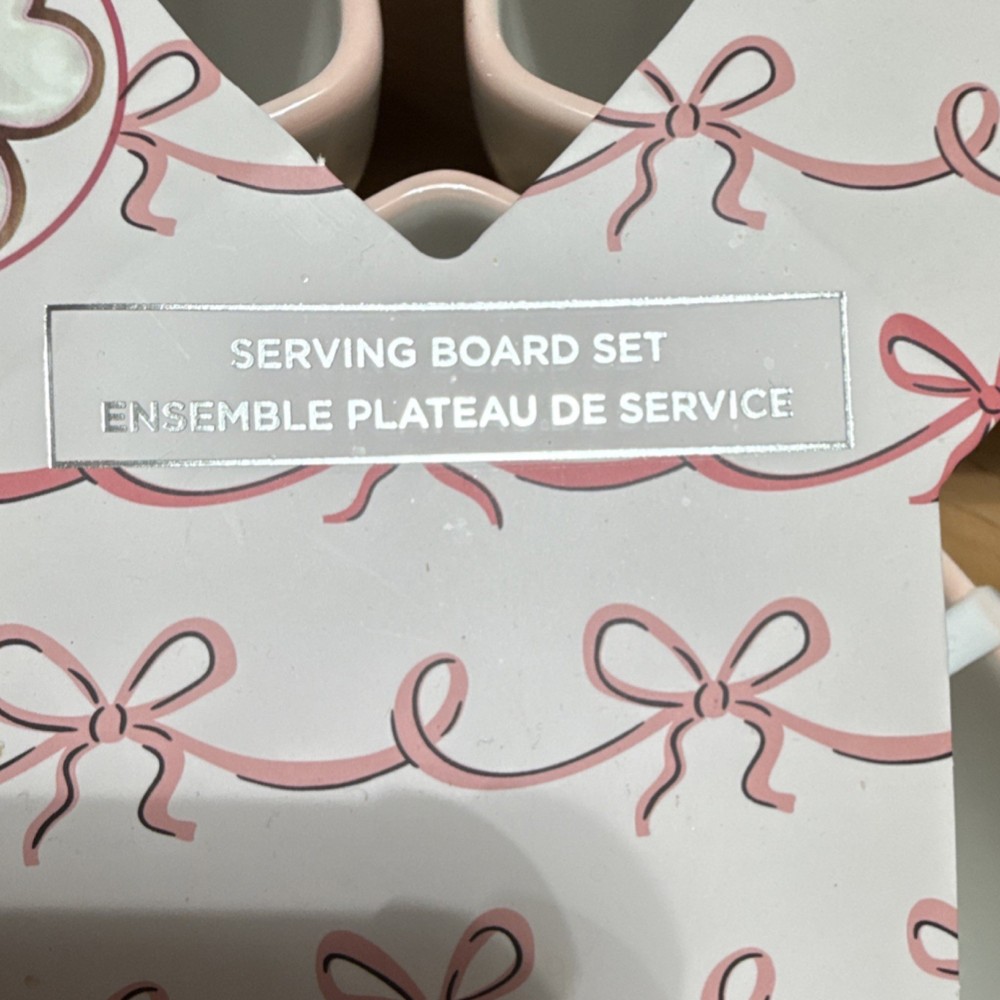 SERVING BOARD SET
ENSEMBLE PLATEAU DE SERVICE